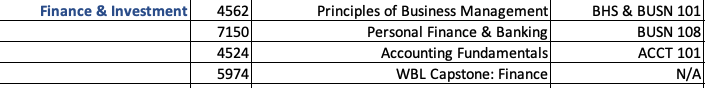 Finance & Investment 4562 Principles of Business Management BHS & BUSN 101
7150 Personal Finance & Banking BUSN 108
4524 Accounting Fundamentals ACCT 101
5974 WBL Capstone: Finance N/A